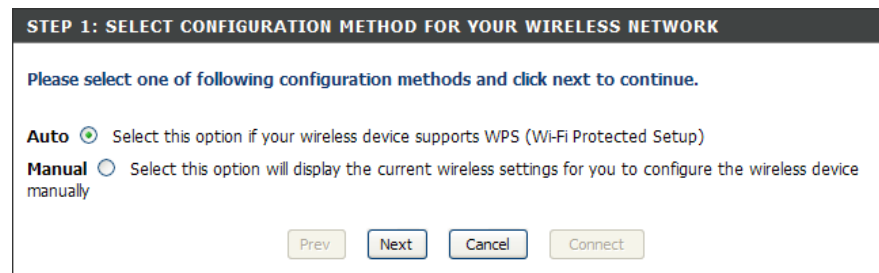 STEP 1: SELECT CONFIGURATION METHOD FOR YOUR WIRELESS NETWORK
Please select one of following configuration methods and click next to continue.
Auto Select this option if your wireless device supports WPS (Wi-Fi Protected Setup)
Manual Select this option will display the current wireless settings for you to configure the wireless device
manually
Prev Next Cancel Connect